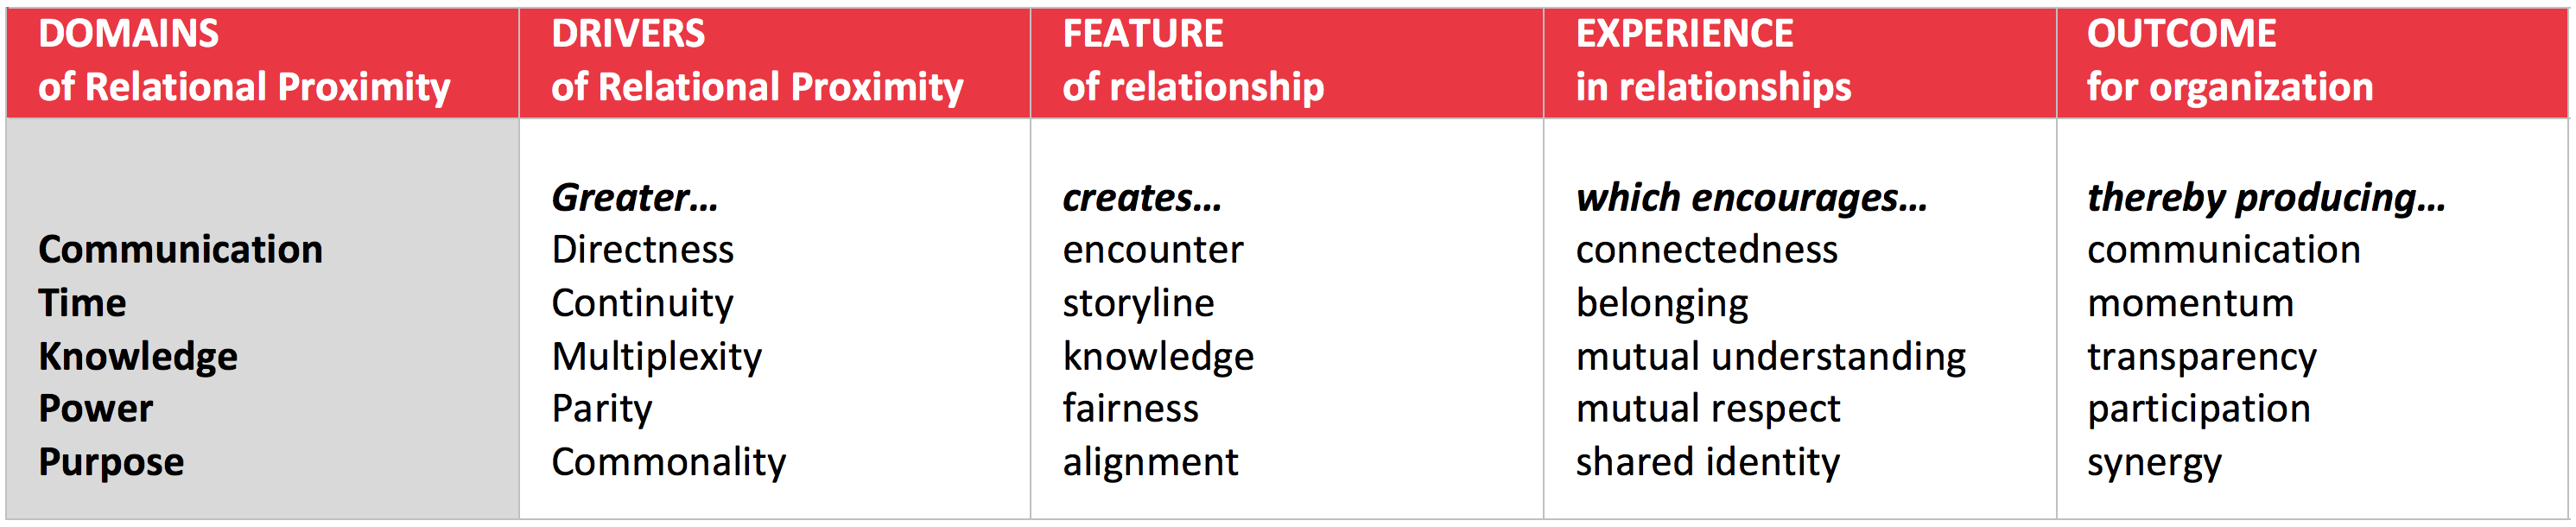 DOMAINS
of Relational Proximity
DRIVERS
of Relational Proximity
FEATURE
of relationship
EXPERIENCE
in relationships
OUTCOME
for organization
Greater… creates… which encourages… thereby producing…
Communication Directness encounter connectedness communication
Time Continuity storyline belonging momentum
Knowledge Multiplexity knowledge mutual understanding transparency
Power Parity fairness mutual respect participation
Purpose Commonality alignment shared identity synergy